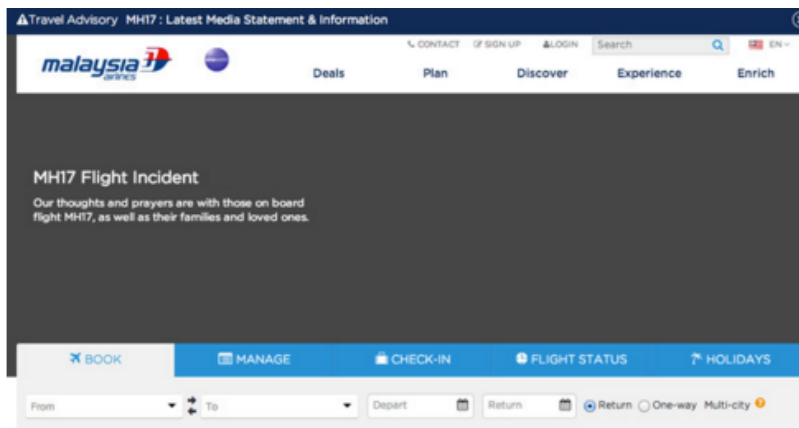 Travel Advisory MH17 : Latest Media Statement & Information
CONTACT SIGN UP LOGIN Search EN
malaysia
airlines
Deals Plan Discover Experience Enrich
MH17 Flight Incident
Our thoughts and prayers are with those on board
flight MH17, as well as their families and loved ones.
BOOK MANAGE CHECK-IN FLIGHT STATUS HOLIDAYS
From To Depart Return Return One-way Multi-city ?